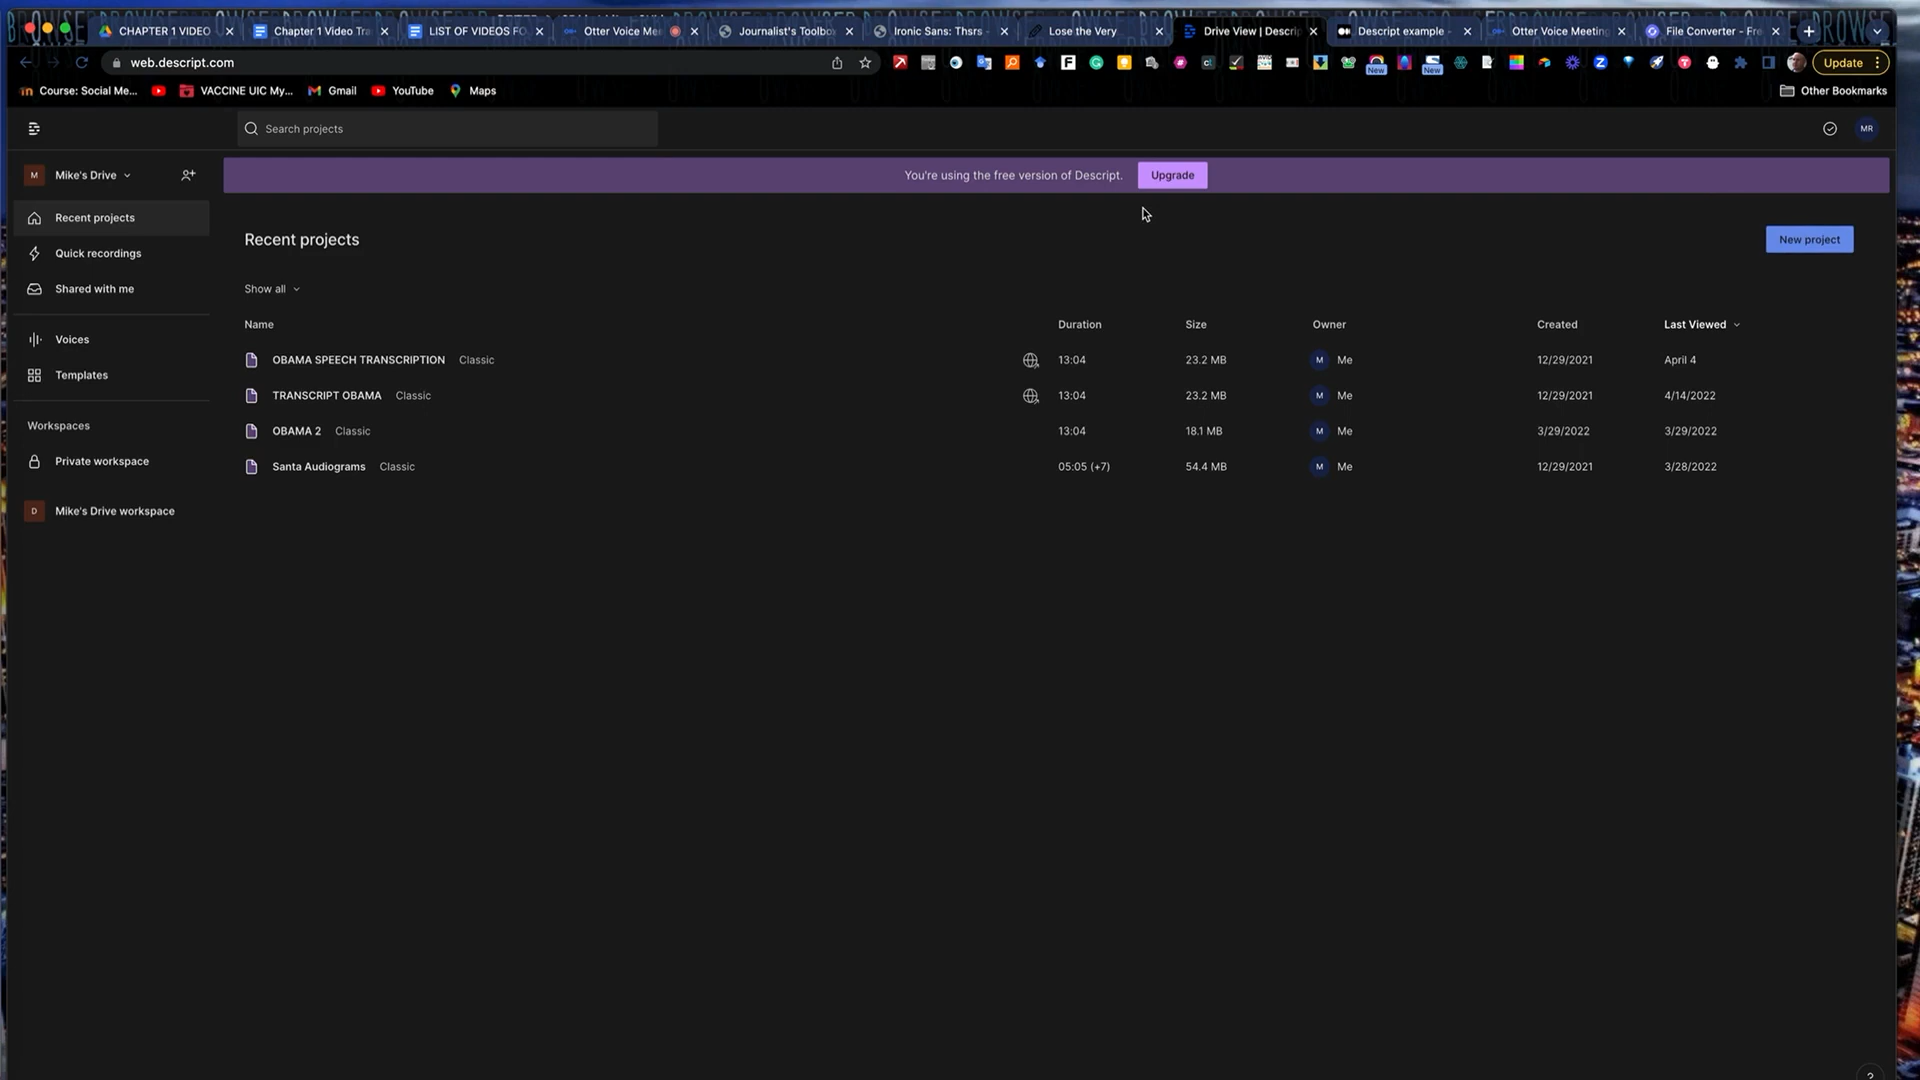 CHAPTER 1 VIDEO
Chapter 1 Video Tra
LIST OF VIDEOS FO
Otter Voice Me
Journalist's Toolbo
Ironic Sans: Thsrs
Lose the Very
Drive View | Descri
Descript example -
Otter Voice Meeting
File Converter - Fre
web.descript.com
New
New
Update
Course: Social Me...
VACCINE UIC My...
Gmail
YouTube
Maps
Other Bookmarks
Search projects
MR
M Mike's Drive
You're using the free version of Descript. Upgrade
Recent projects
Quick recordings
Shared with me
Voices
Templates
Workspaces
Private workspace
D Mike's Drive workspace
Recent projects
New project
Show all
Name Duration Size Owner Created Last Viewed
OBAMA SPEECH TRANSCRIPTION Classic 13:04 23.2 MB M Me 12/29/2021 April 4
TRANSCRIPT OBAMA Classic 13:04 23.2 MB M Me 12/29/2021 4/14/2022
OBAMA 2 Classic 13:04 18.1 MB M Me 3/29/2022 3/29/2022
Santa Audiograms Classic 05:05 (+7) 54.4 MB M Me 12/29/2021 3/28/2022
?